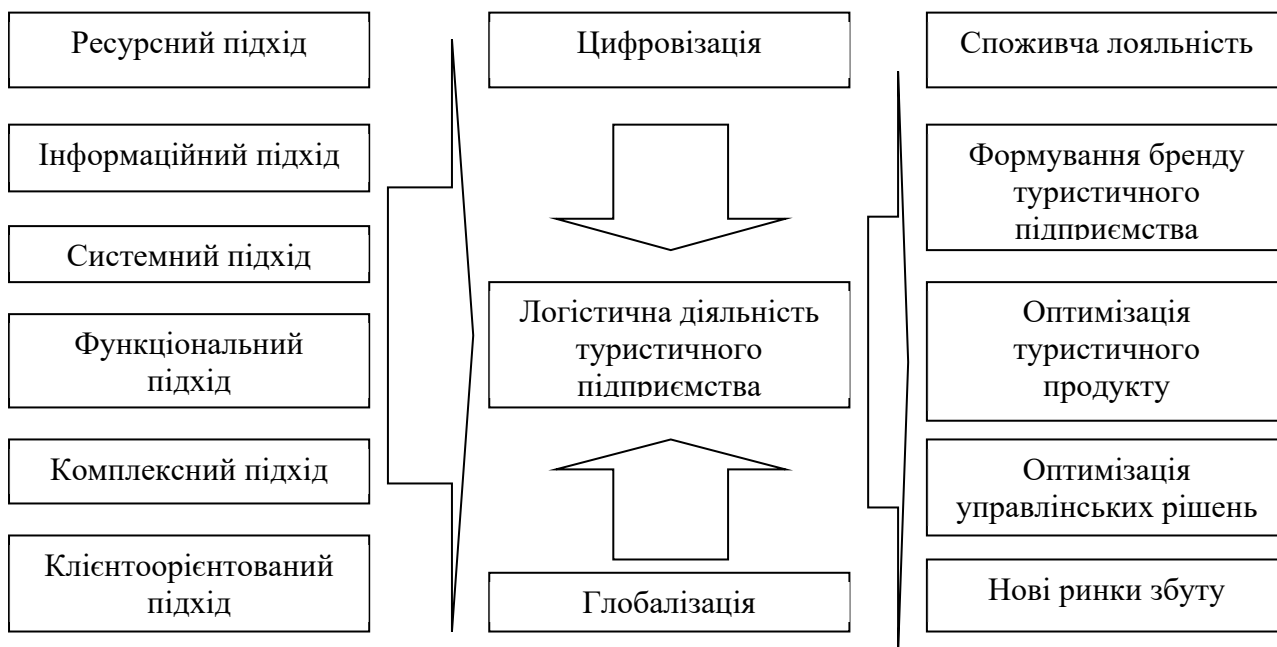 Ресурсний підхід
Інформаційний підхід
Системний підхід
Функціональний
підхід
Комплексний підхід
Клієнтоорієнтований
підхід
Цифровізація
Логістична діяльність
туристичного
підприємства
Глобалізація
Споживча лояльність
Формування бренду
туристичного
підприємства
Оптимізація
туристичного
продукту
Оптимізація
управлінських рішень
Нові ринки збуту